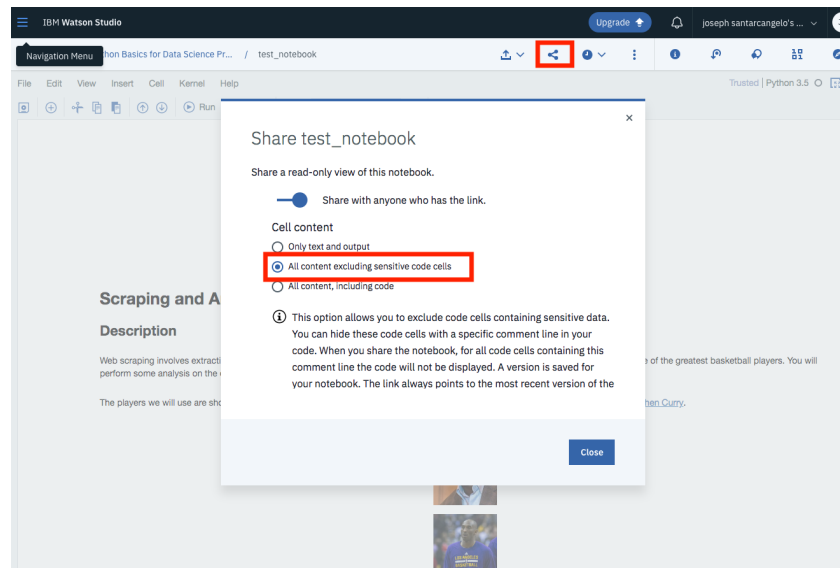 IBM Watson Studio
Upgrade
joseph santarcangelo's ...
Navigation Menu
thon Basics for Data Science Pr... / test_notebook
File Edit View Insert Cell Kernel Help
Trusted | Python 3.5
Run
×
Share test_notebook
Share a read-only view of this notebook.
Share with anyone who has the link.
Cell content
Only text and output
All content excluding sensitive code cells
All content, including code
This option allows you to exclude code cells containing sensitive data.
You can hide these code cells with a specific comment line in your
code. When you share the notebook, for all code cells containing this
comment line the code will not be displayed. A version is saved for
your notebook. The link always points to the most recent version of the
Close
Scraping and A
Description
Web scraping involves extracti
of the greatest basketball players. You will
perform some analysis on the
The players we will use are sho
hen Curry.